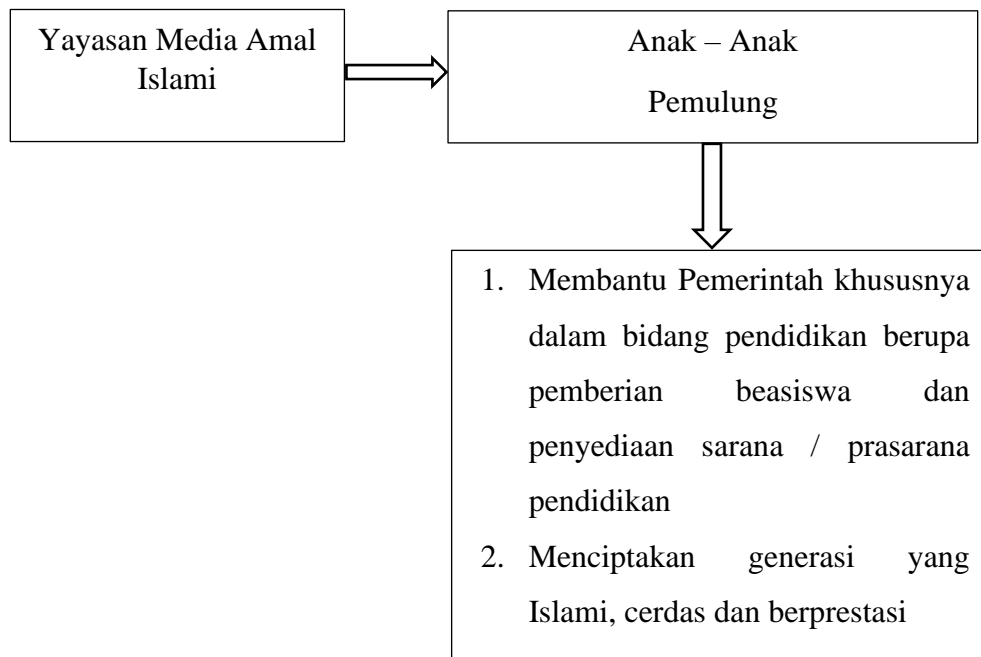 Yayasan Media Amal
Islami
Anak – Anak
Pemulung
1. Membantu Pemerintah khususnya
dalam bidang pendidikan berupa
pemberian beasiswa dan
penyediaan sarana / prasarana
pendidikan
2. Menciptakan generasi yang
Islami, cerdas dan berprestasi